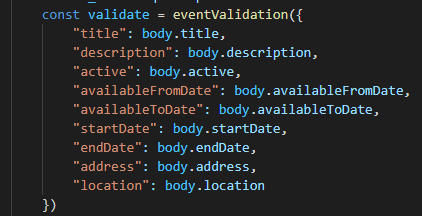 const validate = eventValidation({
"title": body.title,
"description": body.description,
"active": body.active,
"availableFromDate": body.availableFromDate,
"availableToDate": body.availableToDate,
"startDate": body.startDate,
"endDate": body.endDate,
"address": body.address,
"location": body.location
})